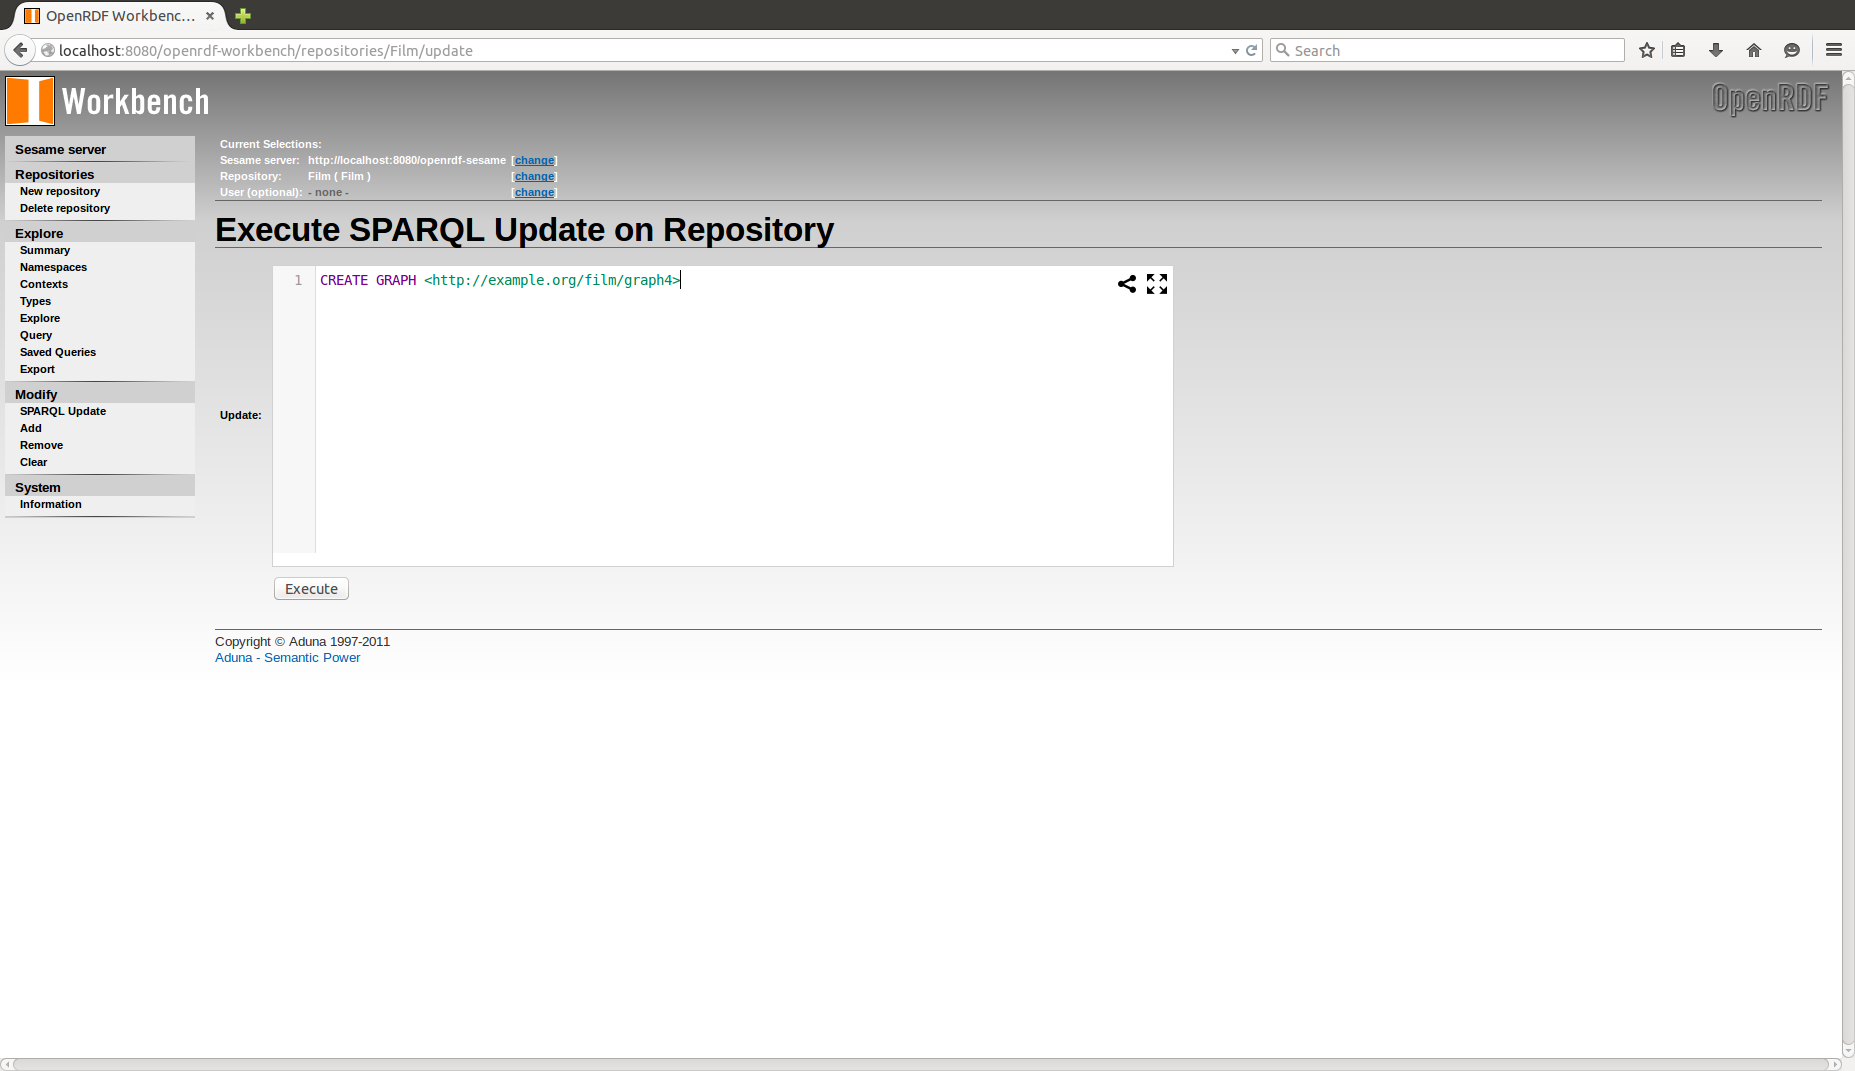 OpenRDF Workbenc...
localhost:8080/openrdf-workbench/repositories/Film/update
Search
Workbench
OpenRDF
Sesame server
Repositories
New repository
Delete repository
Explore
Summary
Namespaces
Contexts
Types
Explore
Query
Saved Queries
Export
Modify
SPARQL Update
Add
Remove
Clear
System
Information
Current Selections:
Sesame server: http://localhost:8080/openrdf-sesame [change]
Repository: Film ( Film ) [change]
User (optional): - none - [change]
Execute SPARQL Update on Repository
Update:
1 CREATE GRAPH <http://example.org/film/graph4>
Execute
Copyright © Aduna 1997-2011
Aduna - Semantic Power